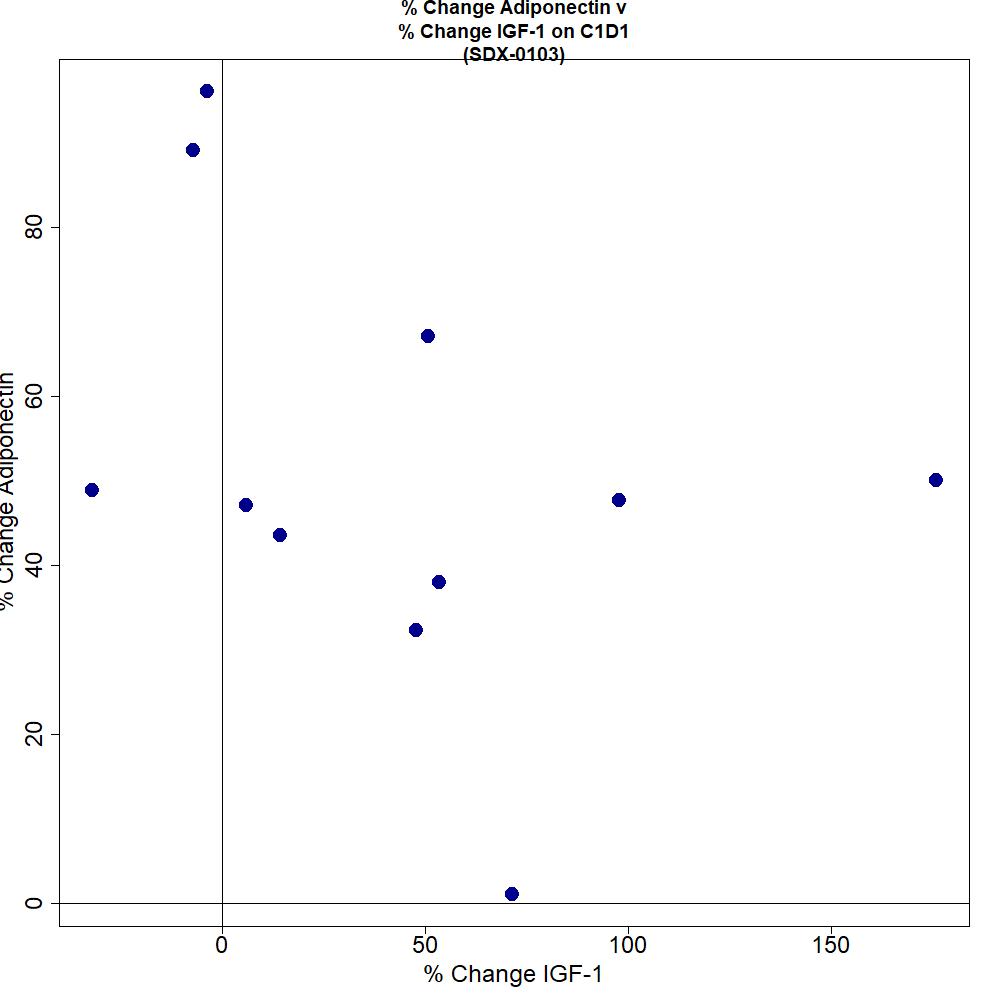 % Change Adiponectin v
% Change IGF-1 on C1D1
(SDX-0103)
% Change Adiponectin
80
60
40
20
0
0 50 100 150
% Change IGF-1